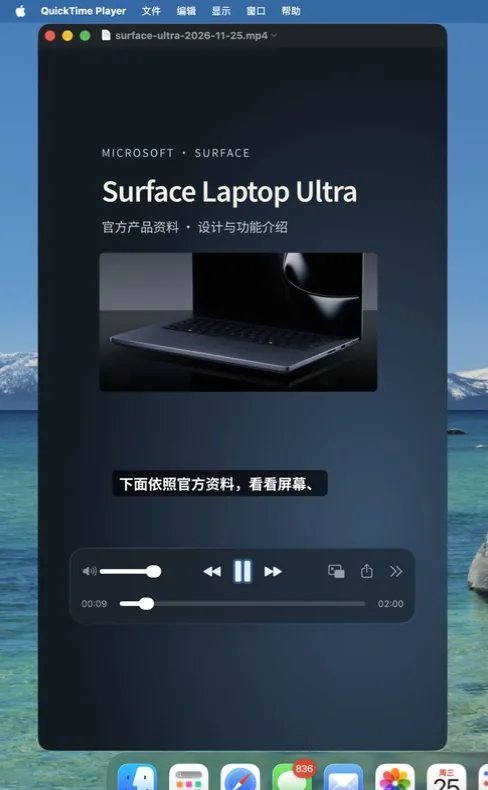 QuickTime Player 文件 编辑 显示 窗口 帮助
surface-ultra-2026-11-25.mp4
MICROSOFT · SURFACE
Surface Laptop Ultra
官方产品资料 · 设计与功能介绍
下面依照官方资料，看看屏幕、
00:09 02:00
836
周三
25